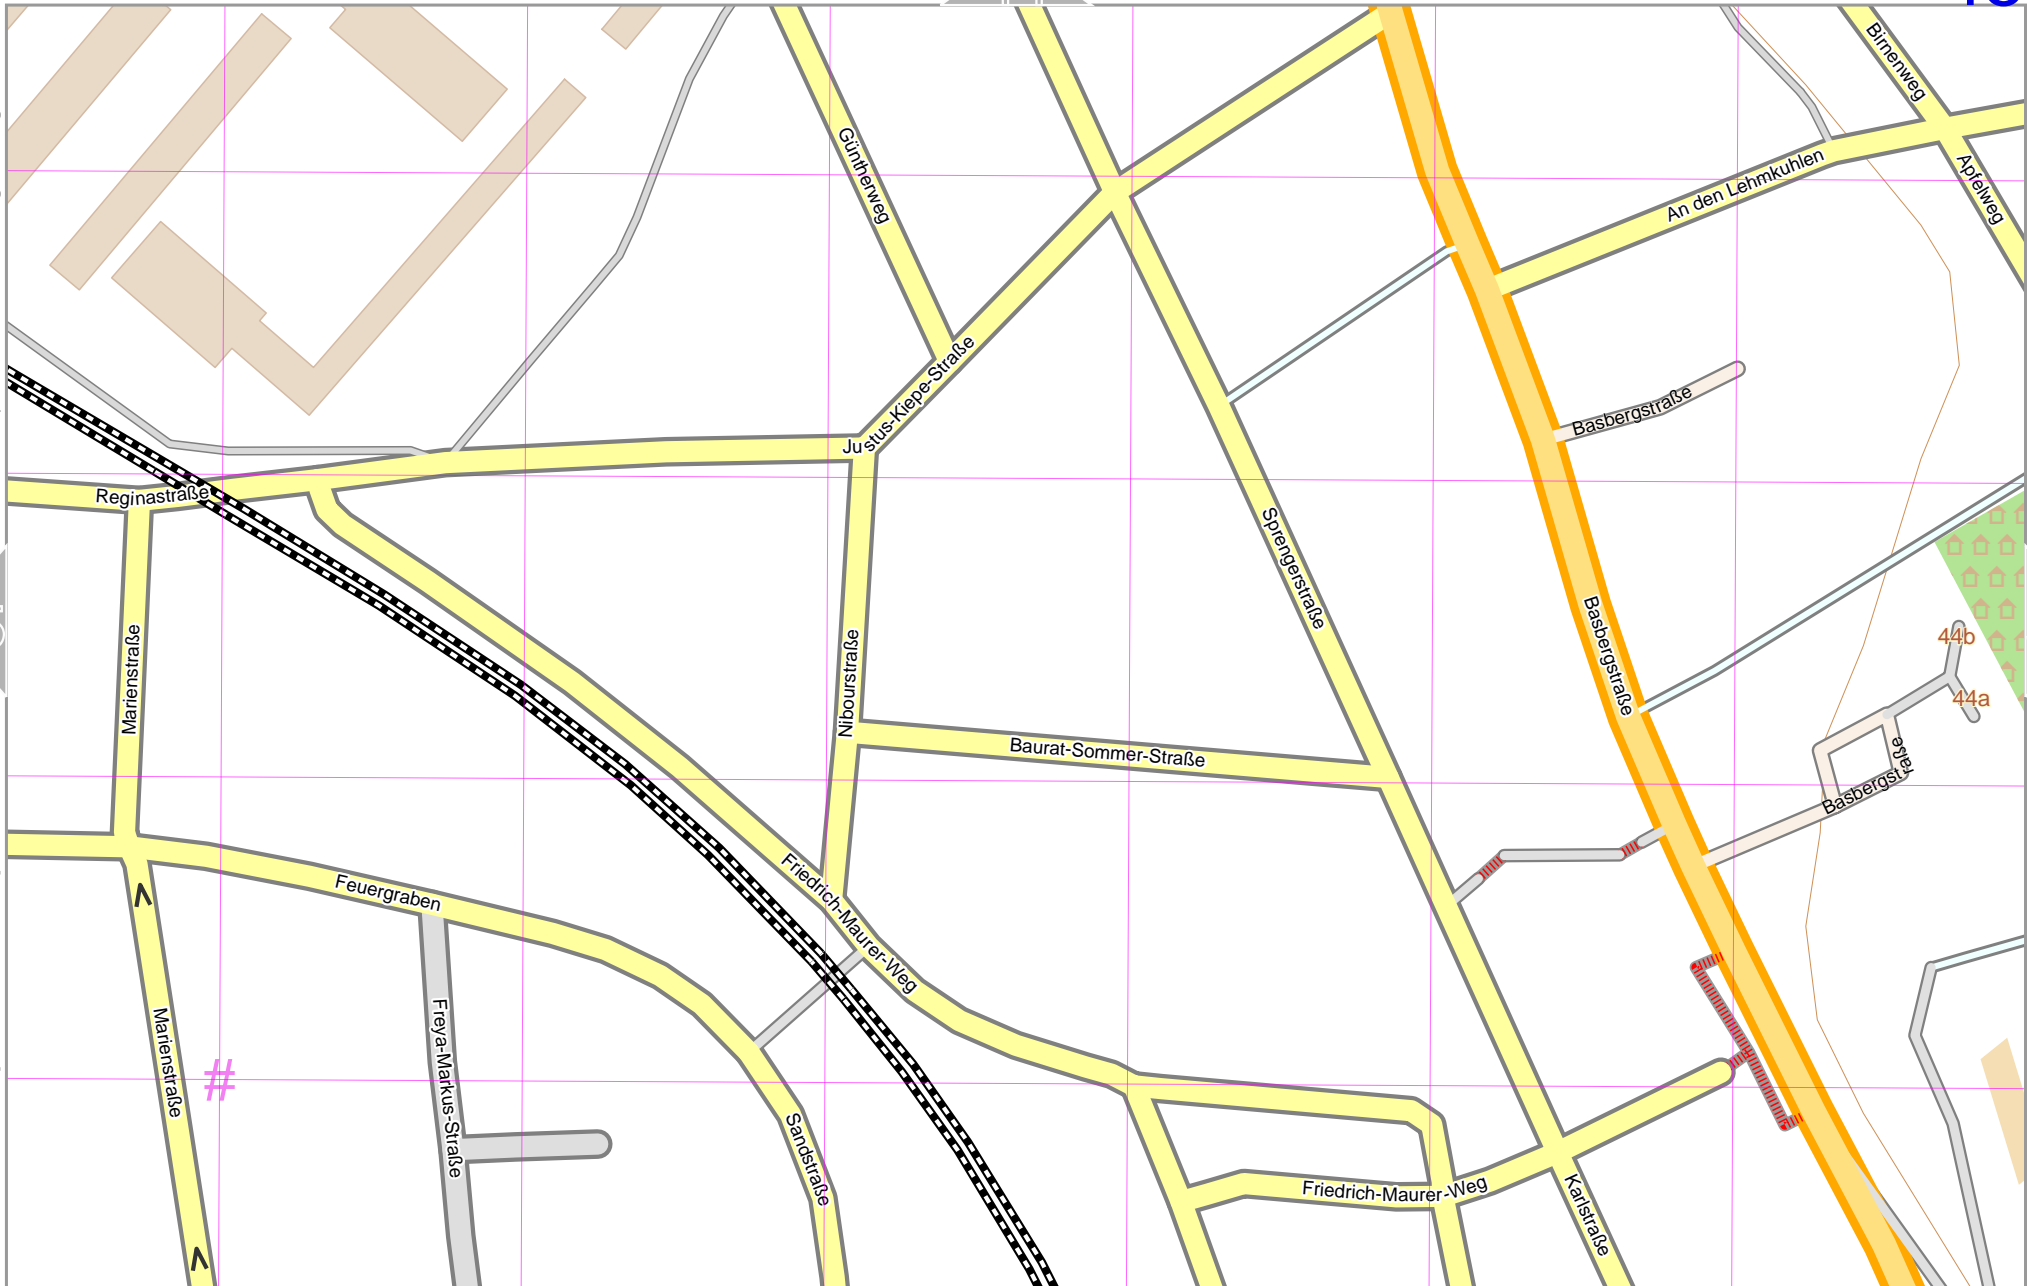 Birnenweg
Güntherweg
An den Lehmkuhlen
Apfelweg
Justus-Kiepe-Straße
Basbergstraße
Reginastraße
Sprengerstraße
Marienstraße
Nibourstraße
Basbergstraße
44b
44a
Baurat-Sommer-Straße
Basbergstraße
Friedrich-Maurer-Weg
Feuergraben
Marienstraße
Freya-Markus-Straße
#
Sandstraße
Friedrich-Maurer-Weg
Karlstraße